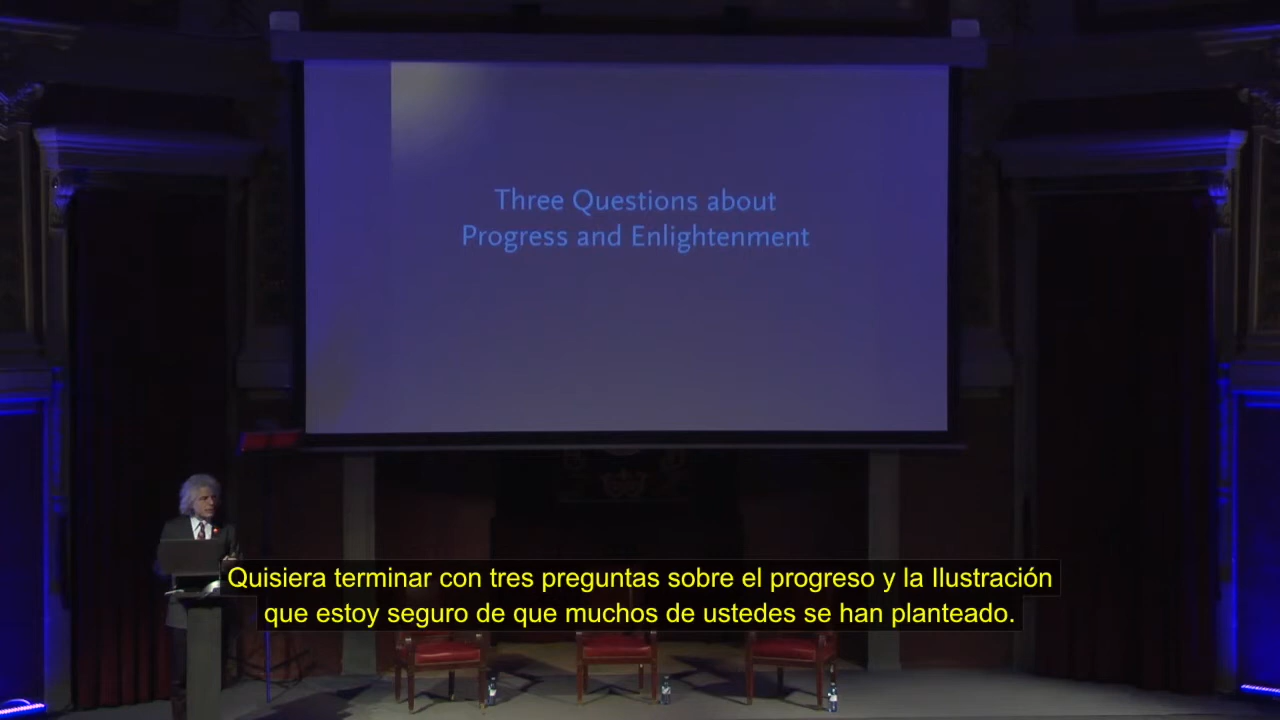 Three Questions about
Progress and Enlightenment
Quisiera terminar con tres preguntas sobre el progreso y la Ilustración
que estoy seguro de que muchos de ustedes se han planteado.